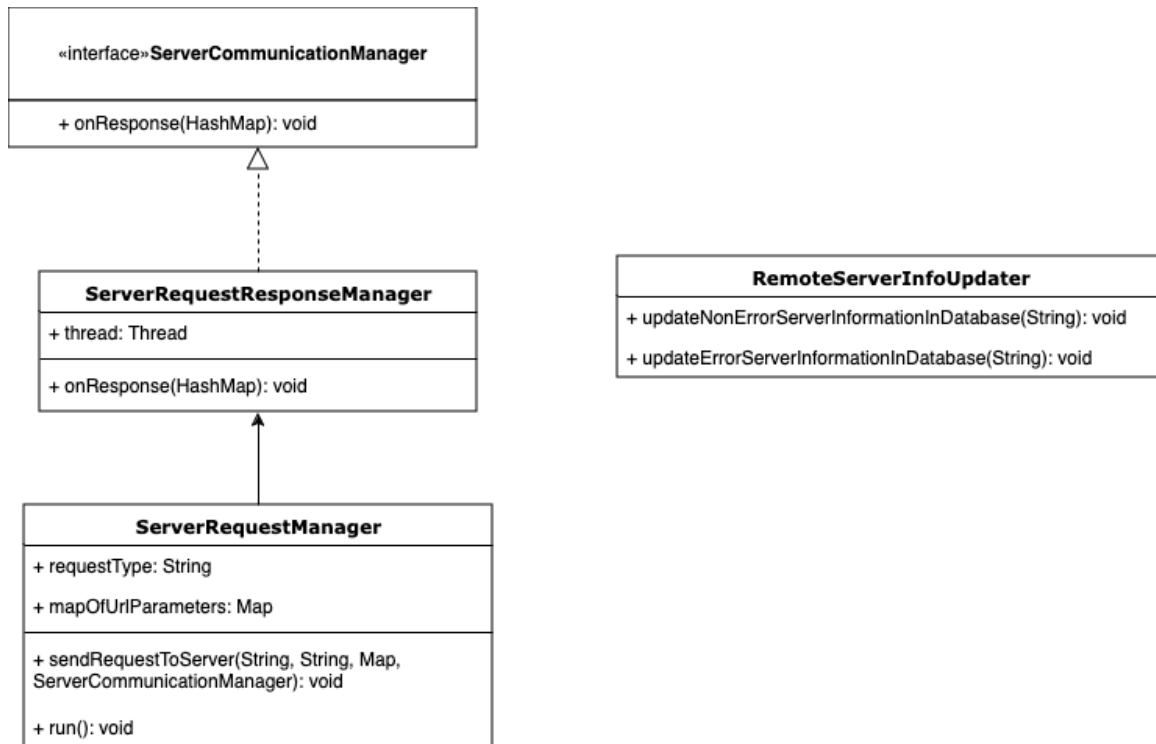 «interface»ServerCommunicationManager
+ onResponse(HashMap): void
ServerRequestResponseManager
+ thread: Thread
+ onResponse(HashMap): void
RemoteServerInfoUpdater
+ updateNonErrorServerInformationInDatabase(String): void
+ updateErrorServerInformationInDatabase(String): void
ServerRequestManager
+ requestType: String
+ mapOfUrlParameters: Map
+ sendRequestToServer(String, String, Map,
ServerCommunicationManager): void
+ run(): void